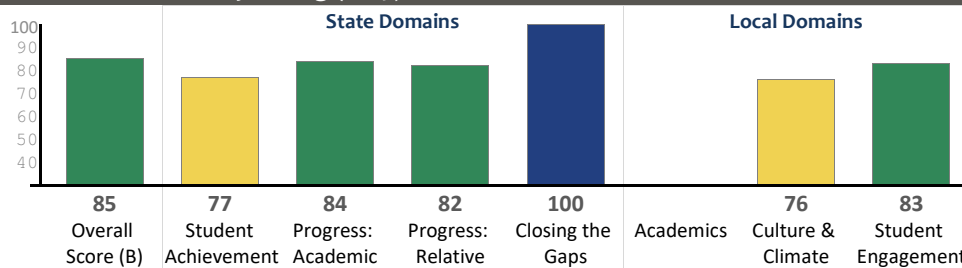 State Domains
Local Domains
100
90
80
70
60
50
40
85
77
84
82
100
76
83
Overall
Score (B)
Student
Achievement
Progress:
Academic
Progress:
Relative
Closing the
Gaps
Academics
Culture &
Climate
Student
Engagement